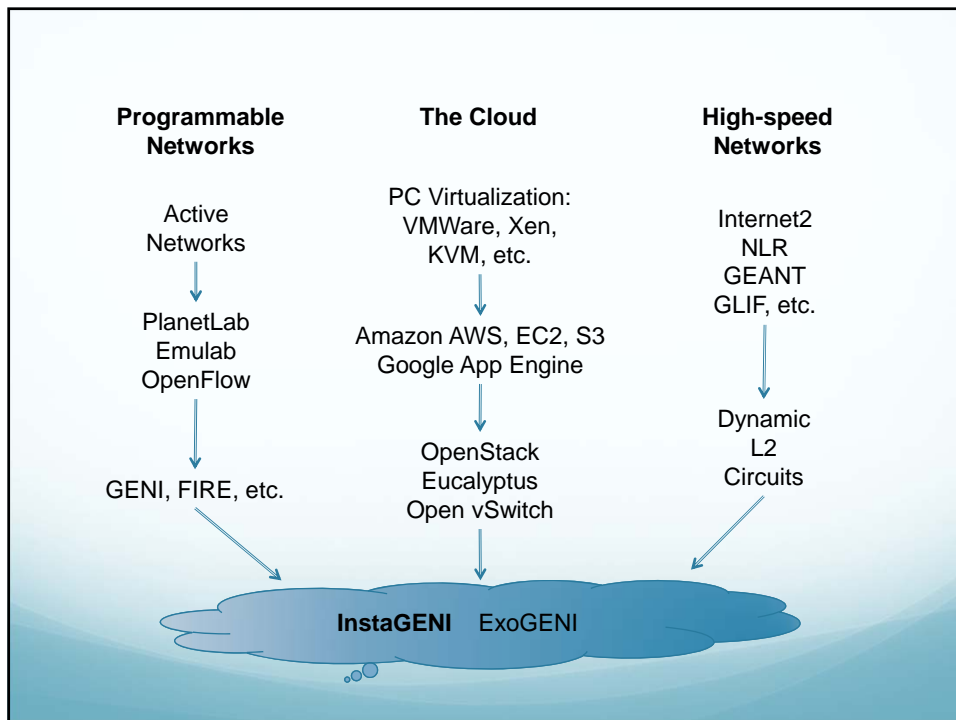 Programmable
Networks
Active
Networks
PlanetLab
Emulab
OpenFlow
GENI, FIRE, etc.
The Cloud
PC Virtualization:
VMWare, Xen,
KVM, etc.
Amazon AWS, EC2, S3
Google App Engine
OpenStack
Eucalyptus
Open vSwitch
High-speed
Networks
Internet2
NLR
GEANT
GLIF, etc.
Dynamic
L2
Circuits
InstaGENI ExoGENI